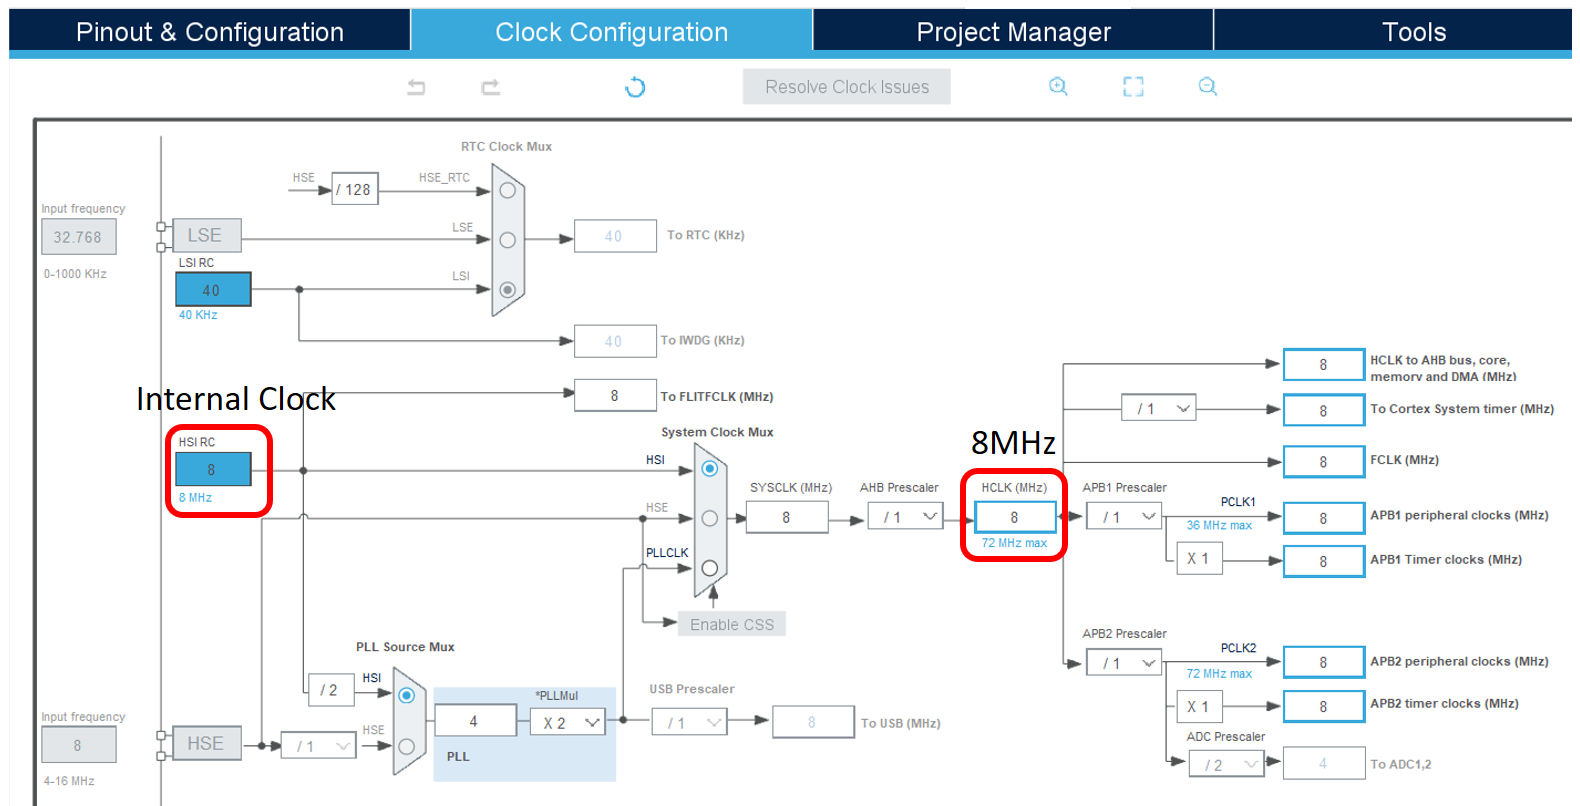 Pinout & Configuration
Clock Configuration
Project Manager
Tools
Resolve Clock Issues
RTC Clock Mux
HSE
/ 128
HSE_RTC
Input frequency
32.768
0-1000 KHz
LSE
LSE
40
To RTC (KHz)
LSI RC
40
40 KHz
LSI
40
To IWDG (KHz)
Internal Clock
8
To FLITFCLK (MHz)
HSI RC
8
8 MHz
System Clock Mux
HSI
HSE
PLLCLK
Enable CSS
SYSCLK (MHz)
8
AHB Prescaler
/ 1
8MHz
HCLK (MHz)
8
72 MHz max
8
HCLK to AHB bus, core,
memory and DMA (MHz)
/ 1
8
To Cortex System timer (MHz)
8
FCLK (MHz)
APB1 Prescaler
/ 1
PCLK1
36 MHz max
8
APB1 peripheral clocks (MHz)
X 1
8
APB1 Timer clocks (MHz)
APB2 Prescaler
/ 1
PCLK2
72 MHz max
8
APB2 peripheral clocks (MHz)
X 1
8
APB2 timer clocks (MHz)
ADC Prescaler
/ 2
4
To ADC1,2
PLL Source Mux
/ 2
HSI
HSE
4
*PLLMul
X 2
PLL
USB Prescaler
/ 1
8
To USB (MHz)
Input frequency
8
4-16 MHz
HSE
/ 1